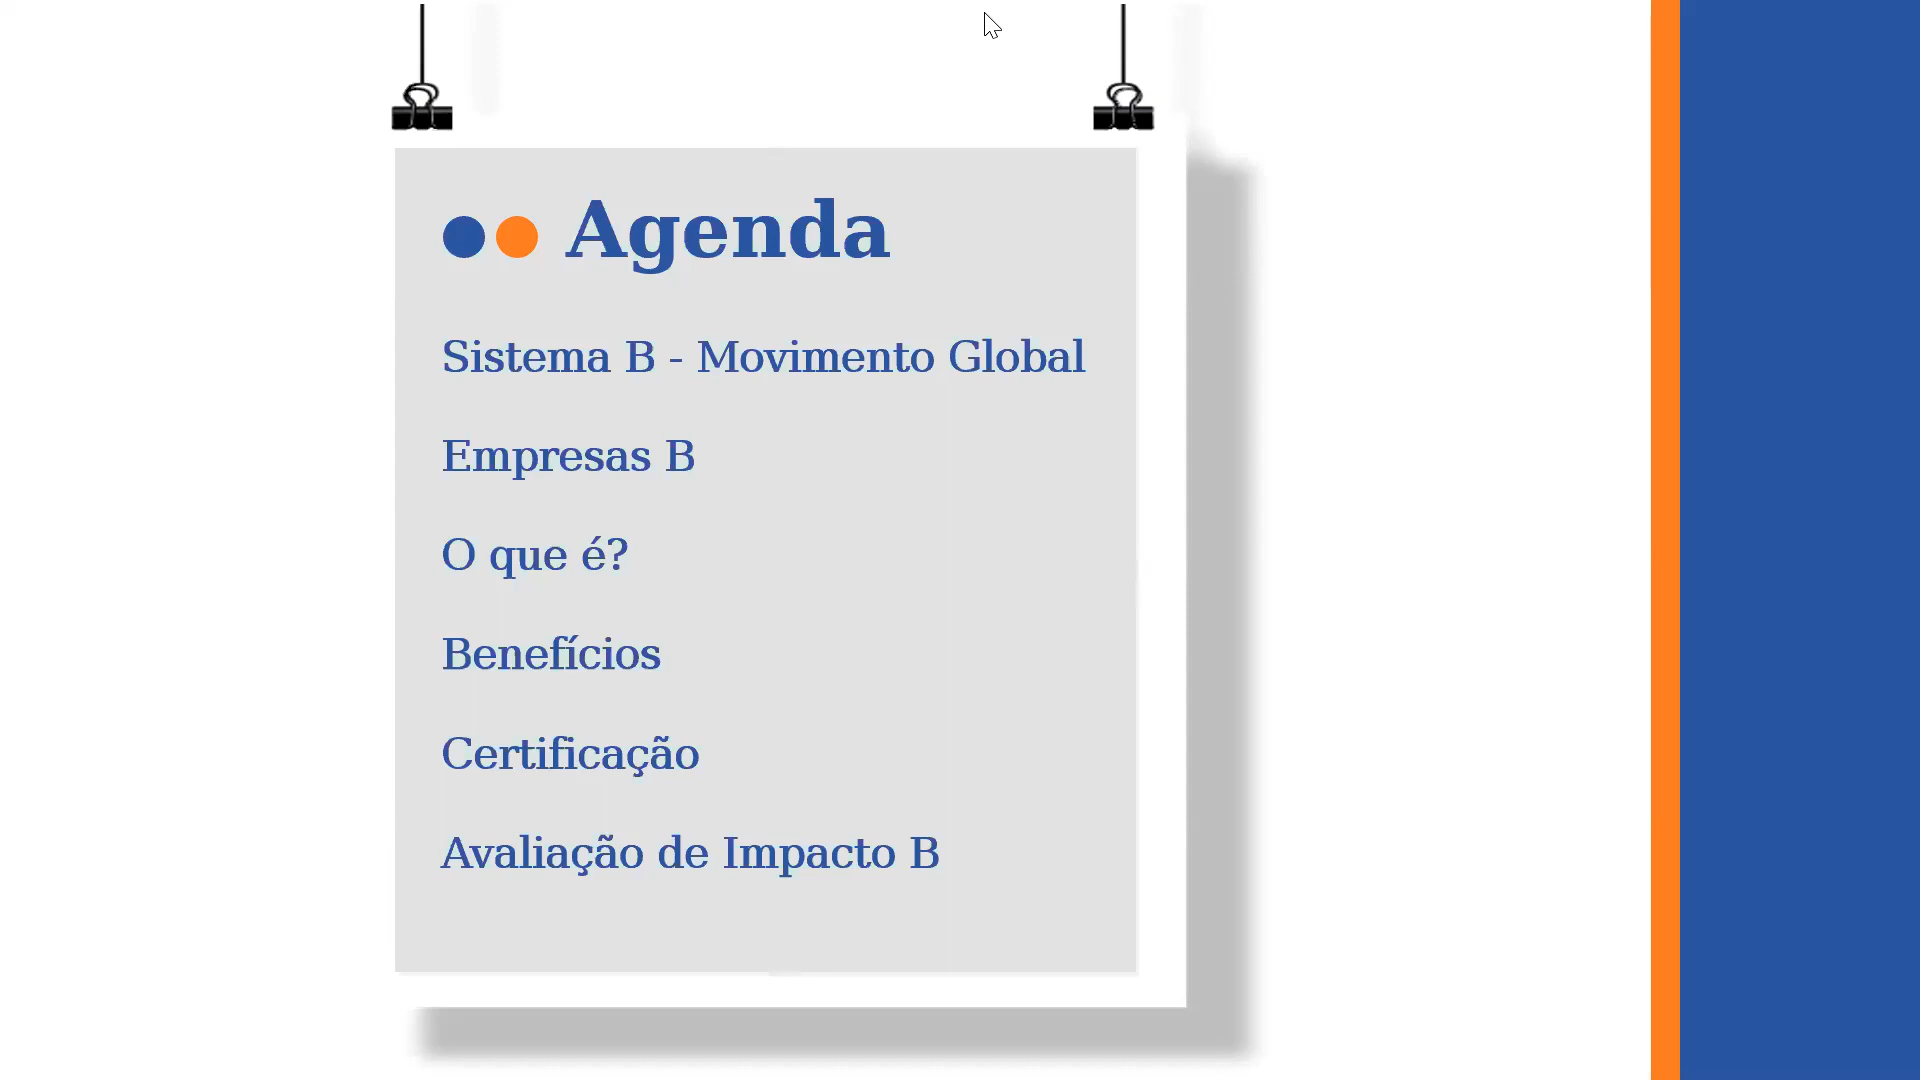 Agenda
Sistema B - Movimento Global
Empresas B
O que é?
Benefícios
Certificação
Avaliação de Impacto B